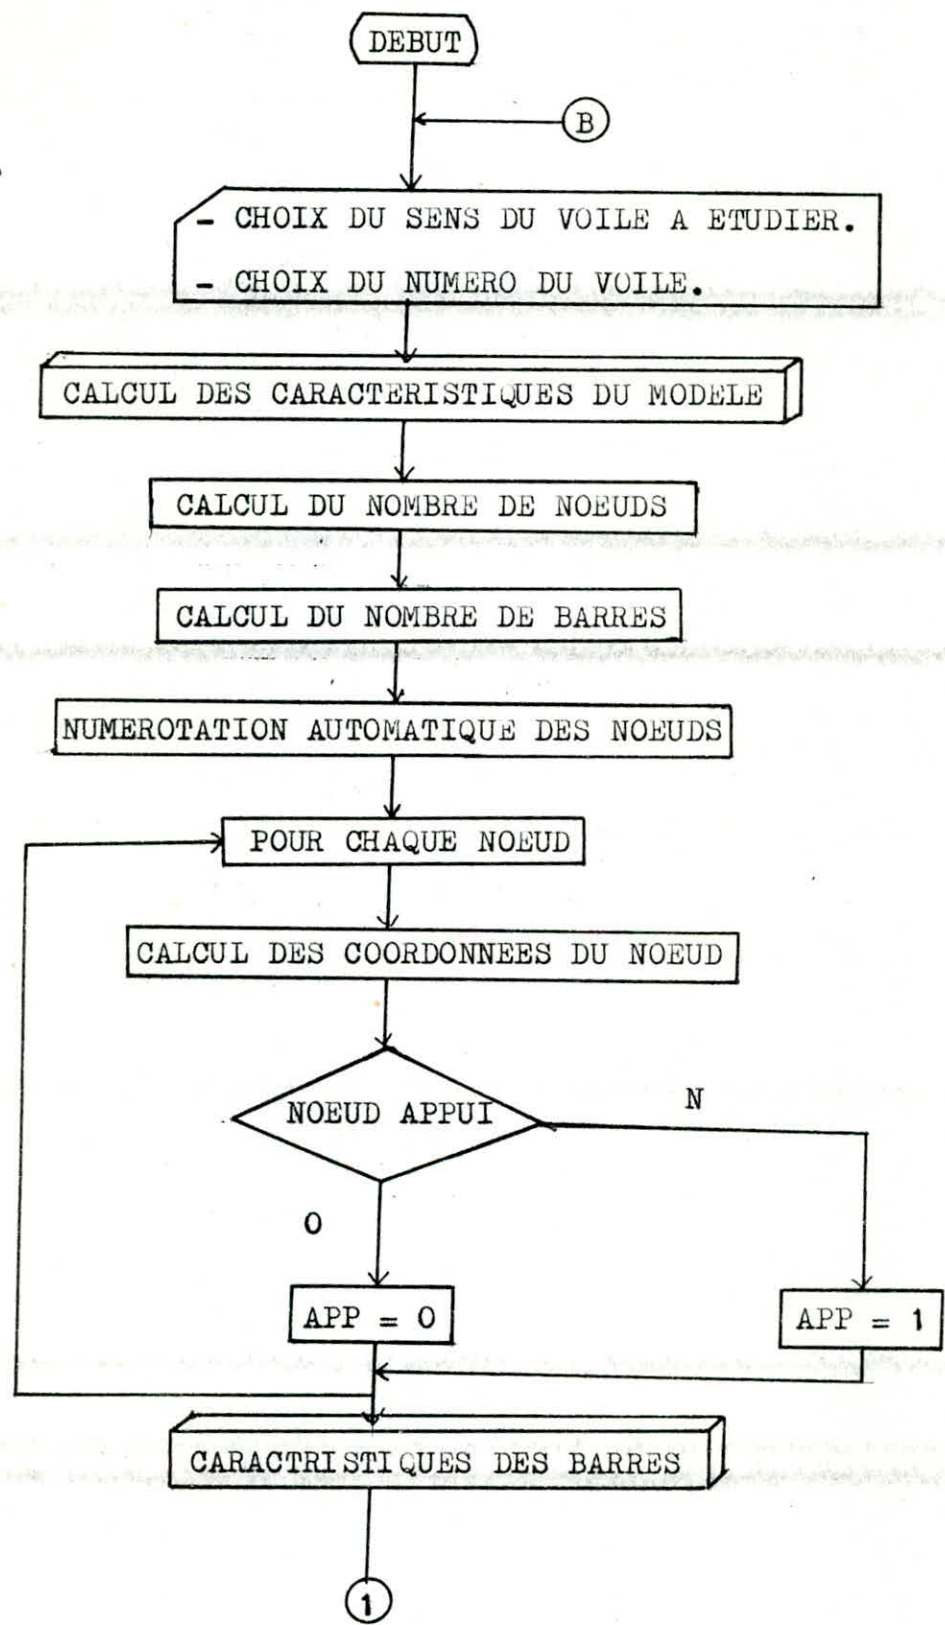 DEBUT
B
- CHOIX DU SENS DU VOILE A ETUDIER.
- CHOIX DU NUMERO DU VOILE.
CALCUL DES CARACTERISTIQUES DU MODELE
CALCUL DU NOMBRE DE NOEUDS
CALCUL DU NOMBRE DE BARRES
NUMEROTATION AUTOMATIQUE DES NOEUDS
POUR CHAQUE NOEUD
CALCUL DES COORDONNEES DU NOEUD
NOEUD APPUI
N
O
APP = 0
APP = 1
CARACTRISTIQUES DES BARRES
1